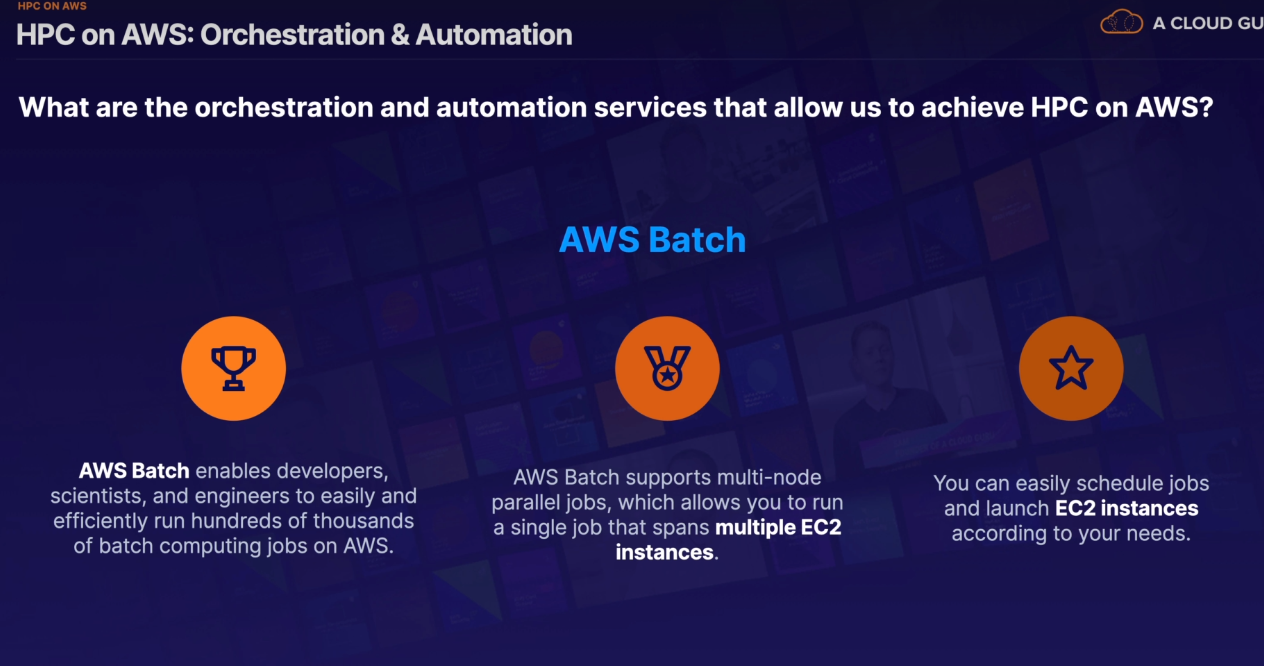 HPC ON AWS
HPC on AWS: Orchestration & Automation
A CLOUD GU
What are the orchestration and automation services that allow us to achieve HPC on AWS?
AWS Batch
AWS Batch enables developers,
scientists, and engineers to easily and
efficiently run hundreds of thousands
of batch computing jobs on AWS.
AWS Batch supports multi-node
parallel jobs, which allows you to run
a single job that spans multiple EC2
instances.
You can easily schedule jobs
and launch EC2 instances
according to your needs.